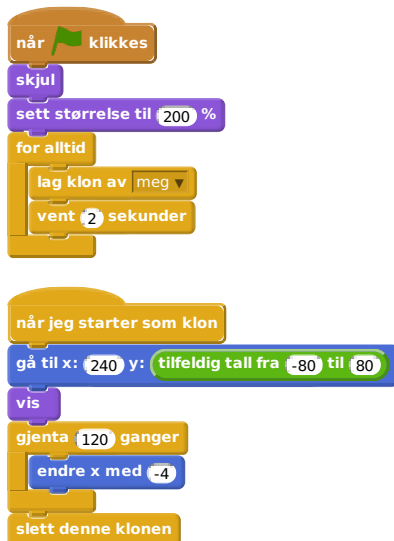 når klikkes
skjul
sett størrelse til 200 %
for alltid
lag klon av meg
vent 2 sekunder
når jeg starter som klon
gå til x: 240 y: tilfeldig tall fra -80 til 80
vis
gjenta 120 ganger
endre x med -4
slett denne klonen